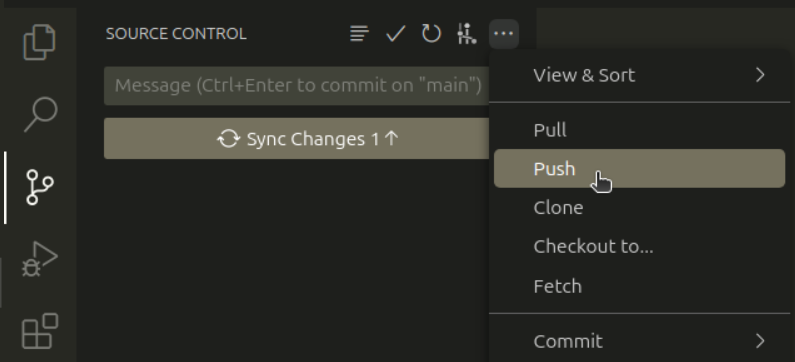 SOURCE CONTROL
Message (Ctrl+Enter to commit on "main")
Sync Changes 1↑
View & Sort
Pull
Push
Clone
Checkout to...
Fetch
Commit